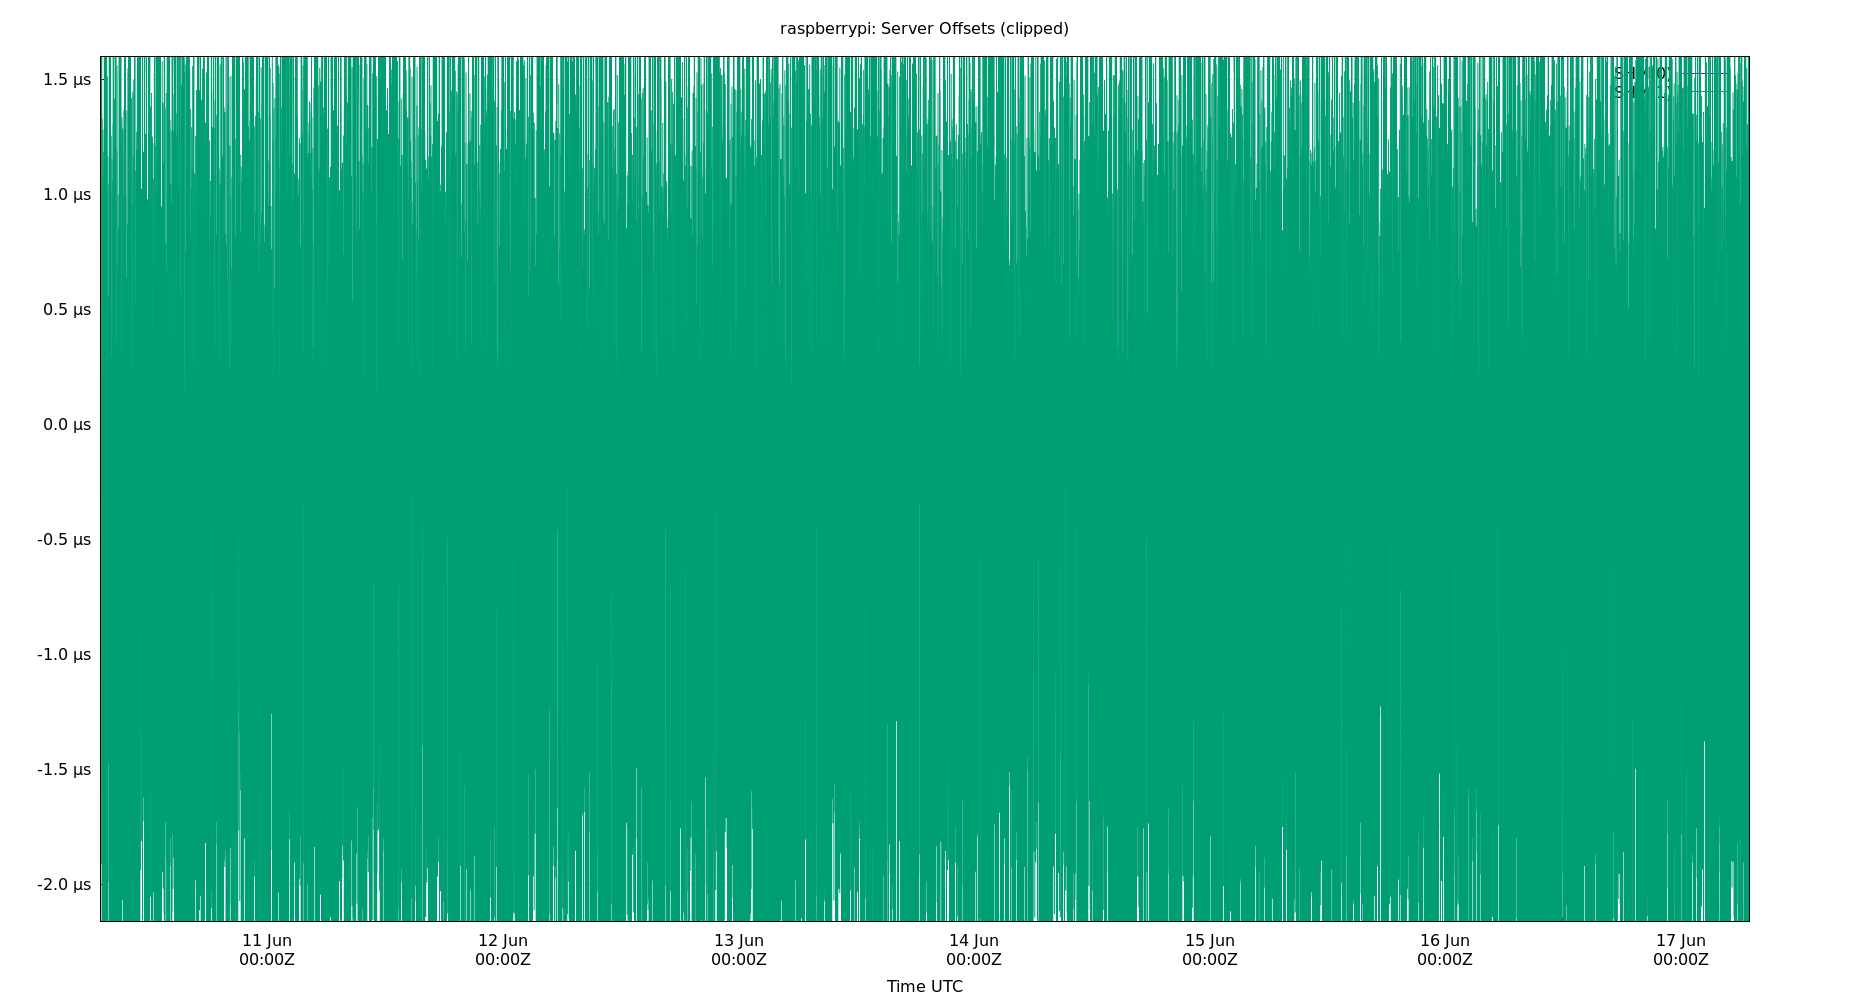 raspberrypi: Server Offsets (clipped)
1.5 µs
1.0 µs
0.5 µs
0.0 µs
-0.5 µs
-1.0 µs
-1.5 µs
-2.0 µs
11 Jun 00:00Z
12 Jun 00:00Z
13 Jun 00:00Z
14 Jun 00:00Z
15 Jun 00:00Z
16 Jun 00:00Z
17 Jun 00:00Z
Time UTC